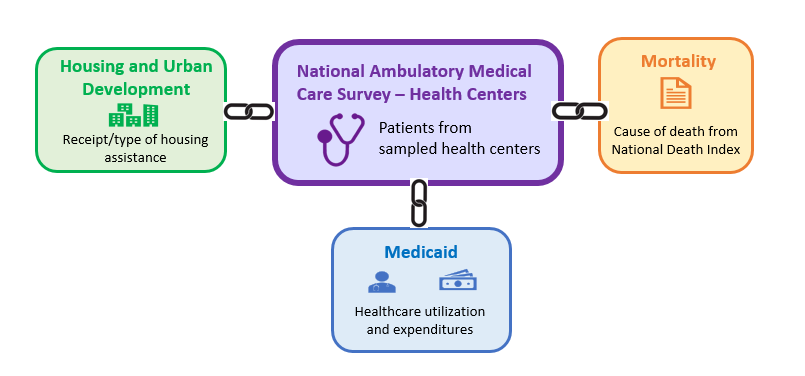 Housing and Urban
Development
Receipt/type of housing
assistance
National Ambulatory Medical
Care Survey – Health Centers
Patients from
sampled health centers
Mortality
Cause of death from
National Death Index
Medicaid
Healthcare utilization
and expenditures